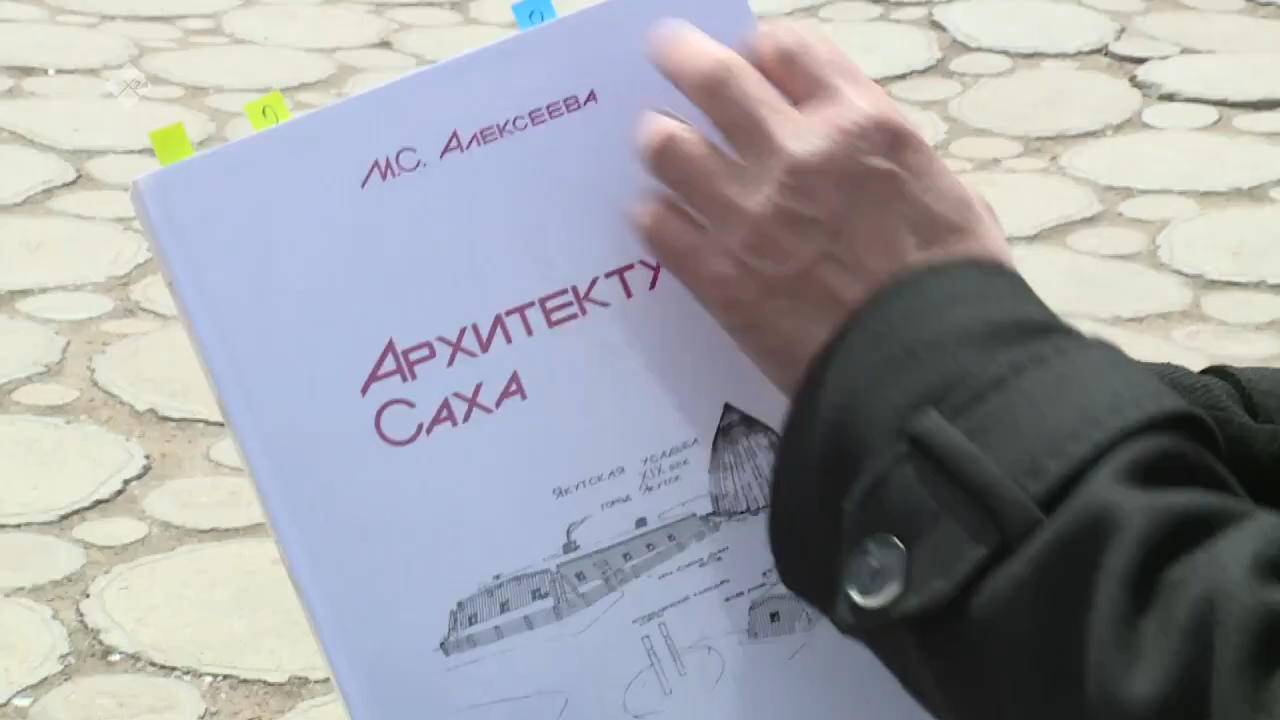 М.С. Алексеева
Архитекту
Саха
Якутская усадьба
XIX век
город Якутск